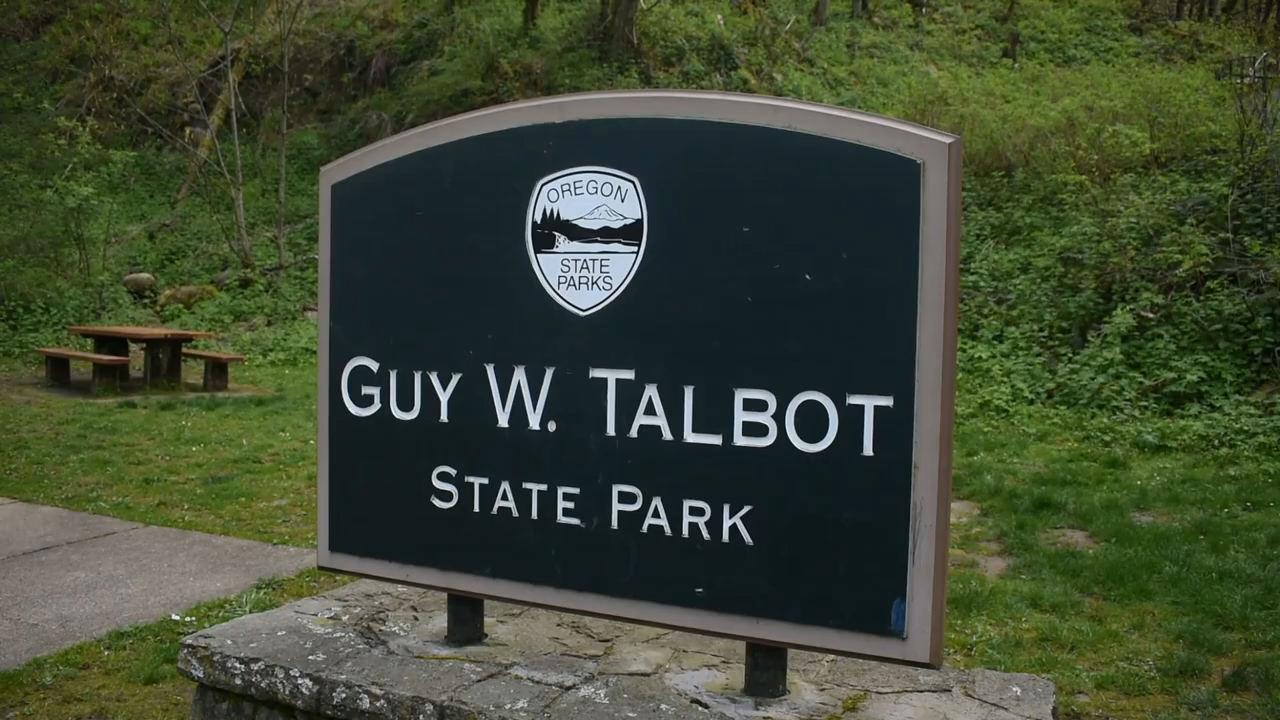 OREGON
STATE
PARKS
GUY W. TALBOT
STATE PARK